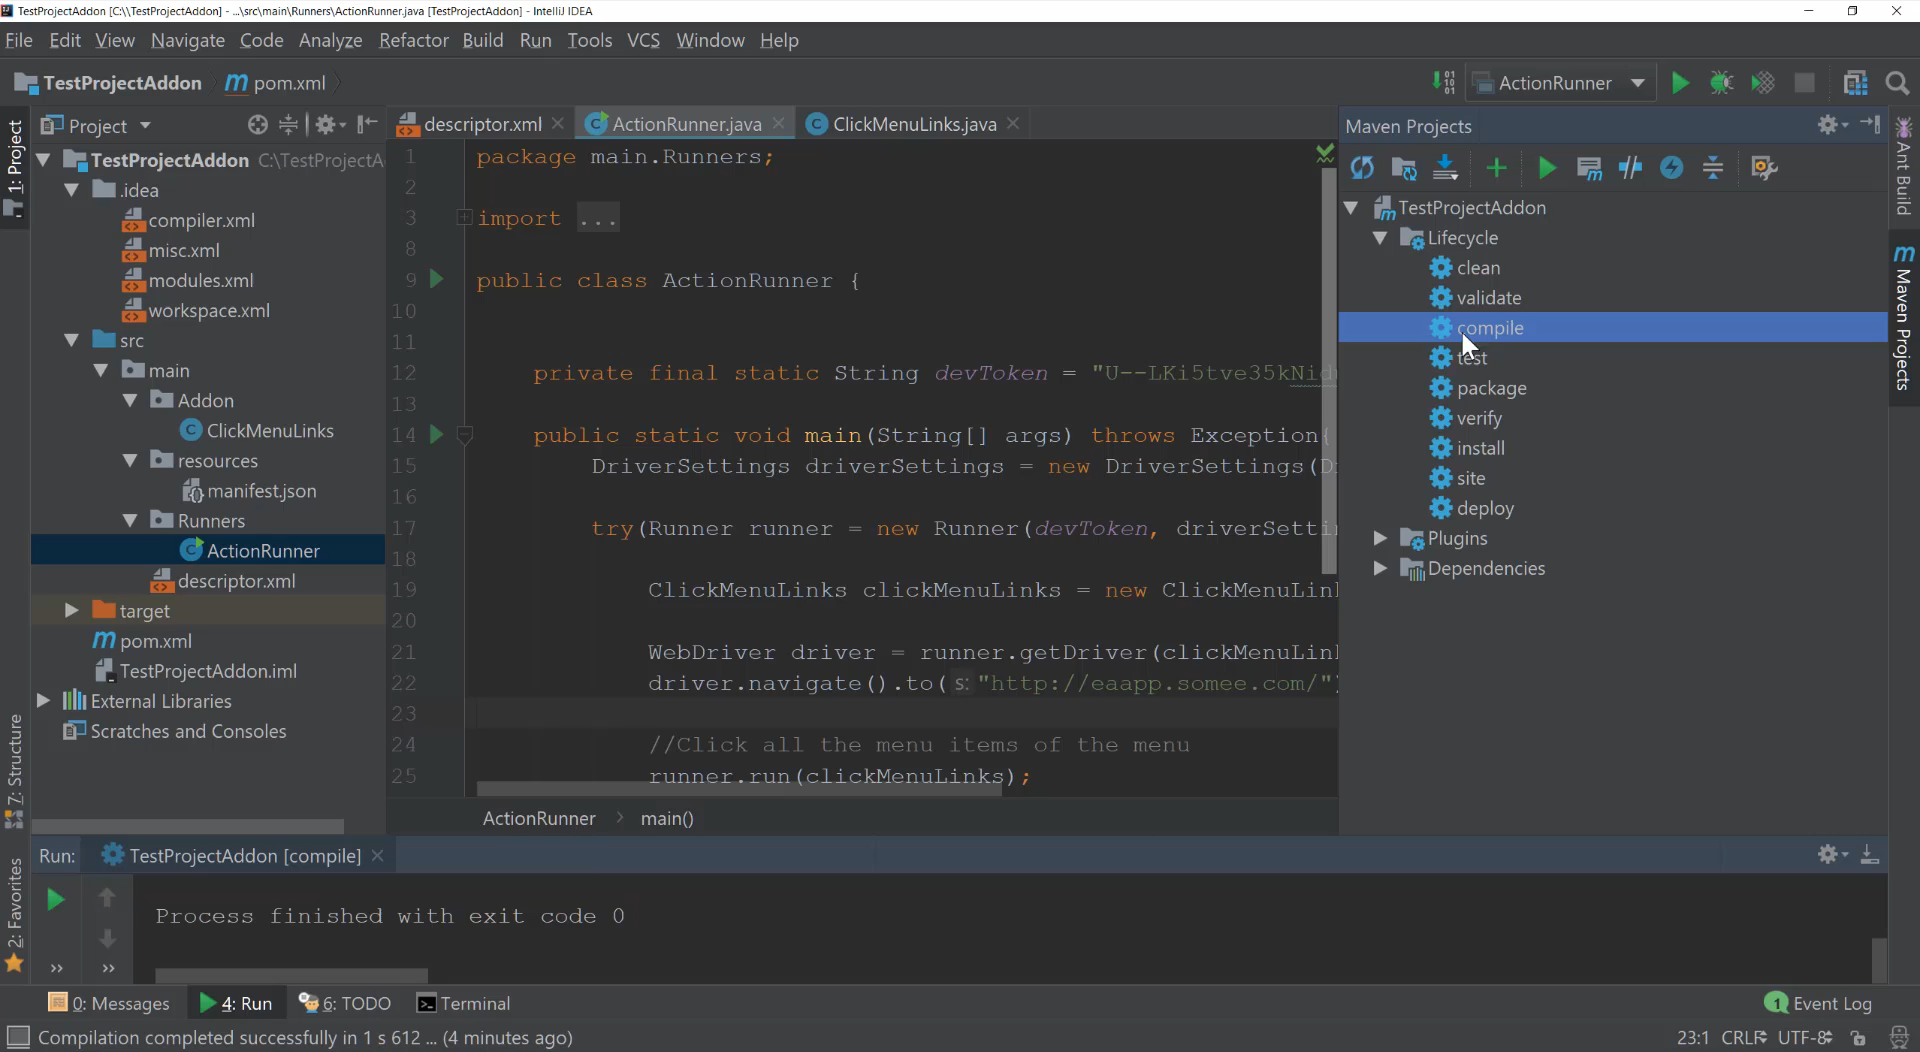 TestProjectAddon [C:\\TestProjectAddon] - ...\src\main\Runners\ActionRunner.java [TestProjectAddon] - IntelliJ IDEA
File Edit View Navigate Code Analyze Refactor Build Run Tools VCS Window Help
TestProjectAddon pom.xml
ActionRunner
1: Project
Project
TestProjectAddon C:\TestProjectA
.idea
compiler.xml
misc.xml
modules.xml
workspace.xml
src
main
Addon
ClickMenuLinks
resources
manifest.json
Runners
ActionRunner
descriptor.xml
target
pom.xml
TestProjectAddon.iml
External Libraries
Scratches and Consoles
7: Structure
2: Favorites
descriptor.xml ActionRunner.java ClickMenuLinks.java
1 package main.Runners;
2
3 import ...
8
9 public class ActionRunner {
10
11
12 private final static String devToken = "U--LKi5tve35kNid
13
14 public static void main(String[] args) throws Exception{
15 DriverSettings driverSettings = new DriverSettings(D
16
17 try(Runner runner = new Runner(devToken, driverSetti
18
19 ClickMenuLinks clickMenuLinks = new ClickMenuLin
20
21 WebDriver driver = runner.getDriver(clickMenuLin
22 driver.navigate().to( s: "http://eaapp.somee.com/")
23
24 //Click all the menu items of the menu
25 runner.run(clickMenuLinks);
ActionRunner main()
Maven Projects
TestProjectAddon
Lifecycle
clean
validate
compile
test
package
verify
install
site
deploy
Plugins
Dependencies
Ant Build
Maven Projects
Run: TestProjectAddon [compile]
Process finished with exit code 0
0: Messages 4: Run 6: TODO Terminal
1 Event Log
Compilation completed successfully in 1 s 612 ... (4 minutes ago)
23:1 CRLF UTF-8